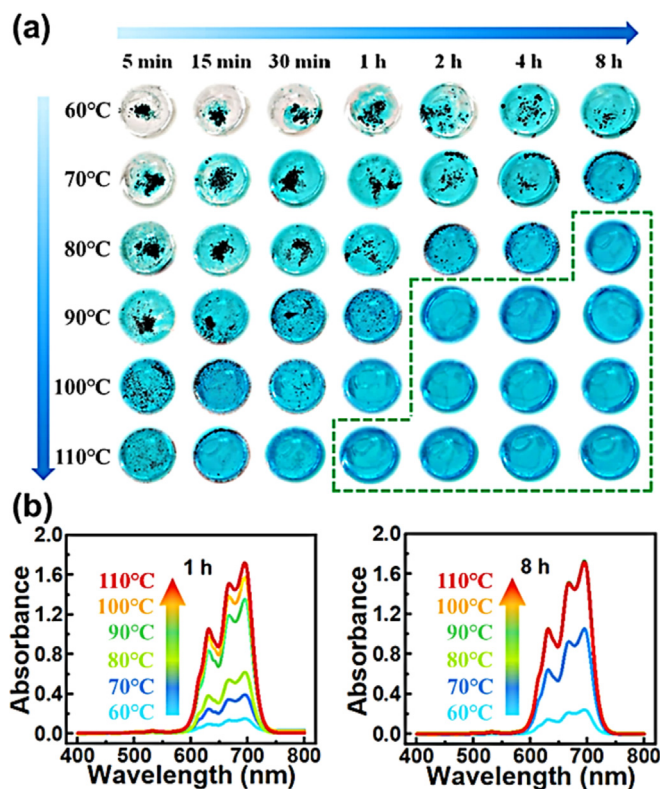 (a)
5 min 15 min 30 min 1 h 2 h 4 h 8 h
60°C
70°C
80°C
90°C
100°C
110°C
(b)
2.0
1.6
1.2
0.8
0.4
0.0
Absorbance
110°C
100°C
90°C
80°C
70°C
60°C
1 h
400 500 600 700 800
Wavelength (nm)
2.0
1.6
1.2
0.8
0.4
0.0
Absorbance
110°C
100°C
90°C
80°C
70°C
60°C
8 h
400 500 600 700 800
Wavelength (nm)